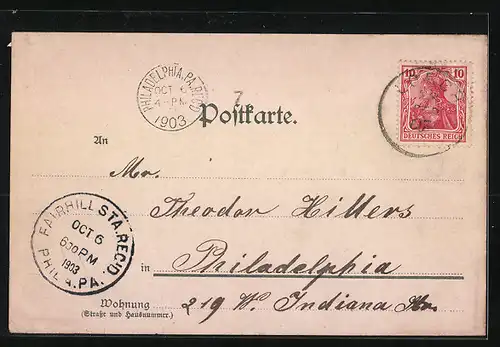 PHILADELPHIA.PA.REC'D
OCT 6
4-PM
1903
10 10
DEUTSCHES REICH
7
Postkarte.
An
Mr.
Theodor Hillers
FAIRHILL STA. REC'D.
OCT 6
630 PM
1903
PHILA.PA.
in Philadelphia
Wohnung 219 W. Indiana Av.
(Straße und Hausnummer.)